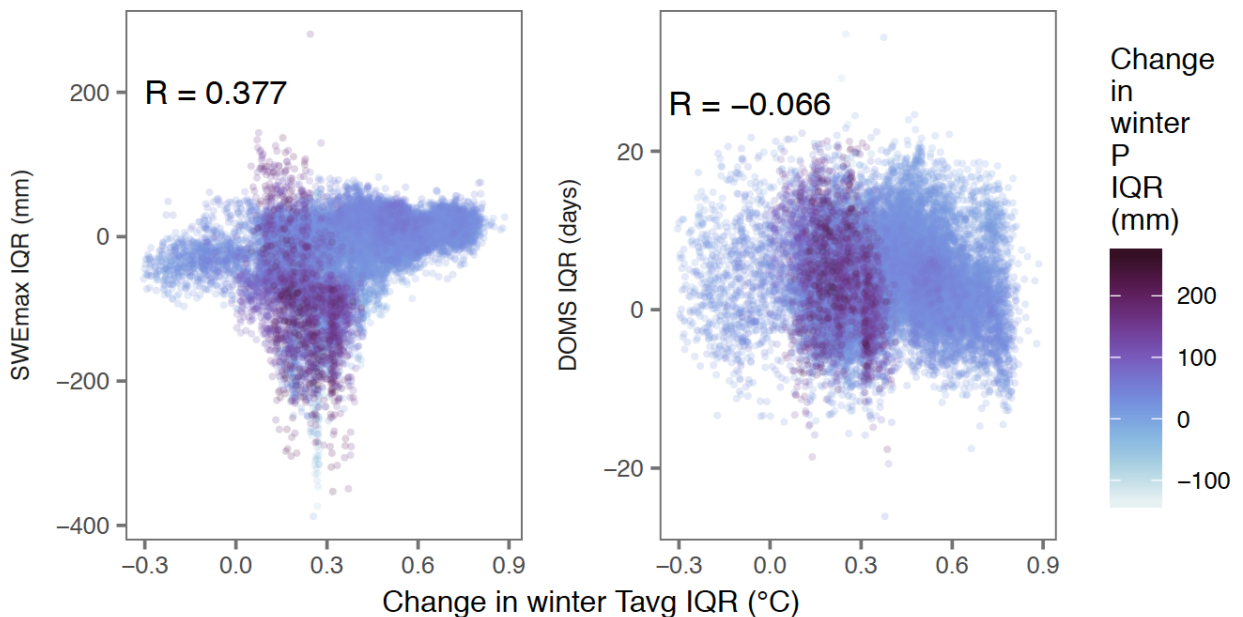 R = 0.377
200
0
−200
−400
SWEmax IQR (mm)
−0.3 0.0 0.3 0.6 0.9
R = −0.066
20
0
−20
DOMS IQR (days)
−0.3 0.0 0.3 0.6 0.9
Change in winter Tavg IQR (°C)
Change
in
winter
P
IQR
(mm)
200
100
0
−100